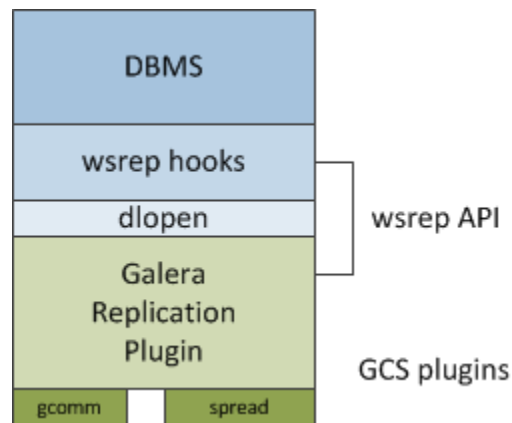 DBMS
wsrep hooks
dlopen
wsrep API
Galera
Replication
Plugin
GCS plugins
gcomm
spread